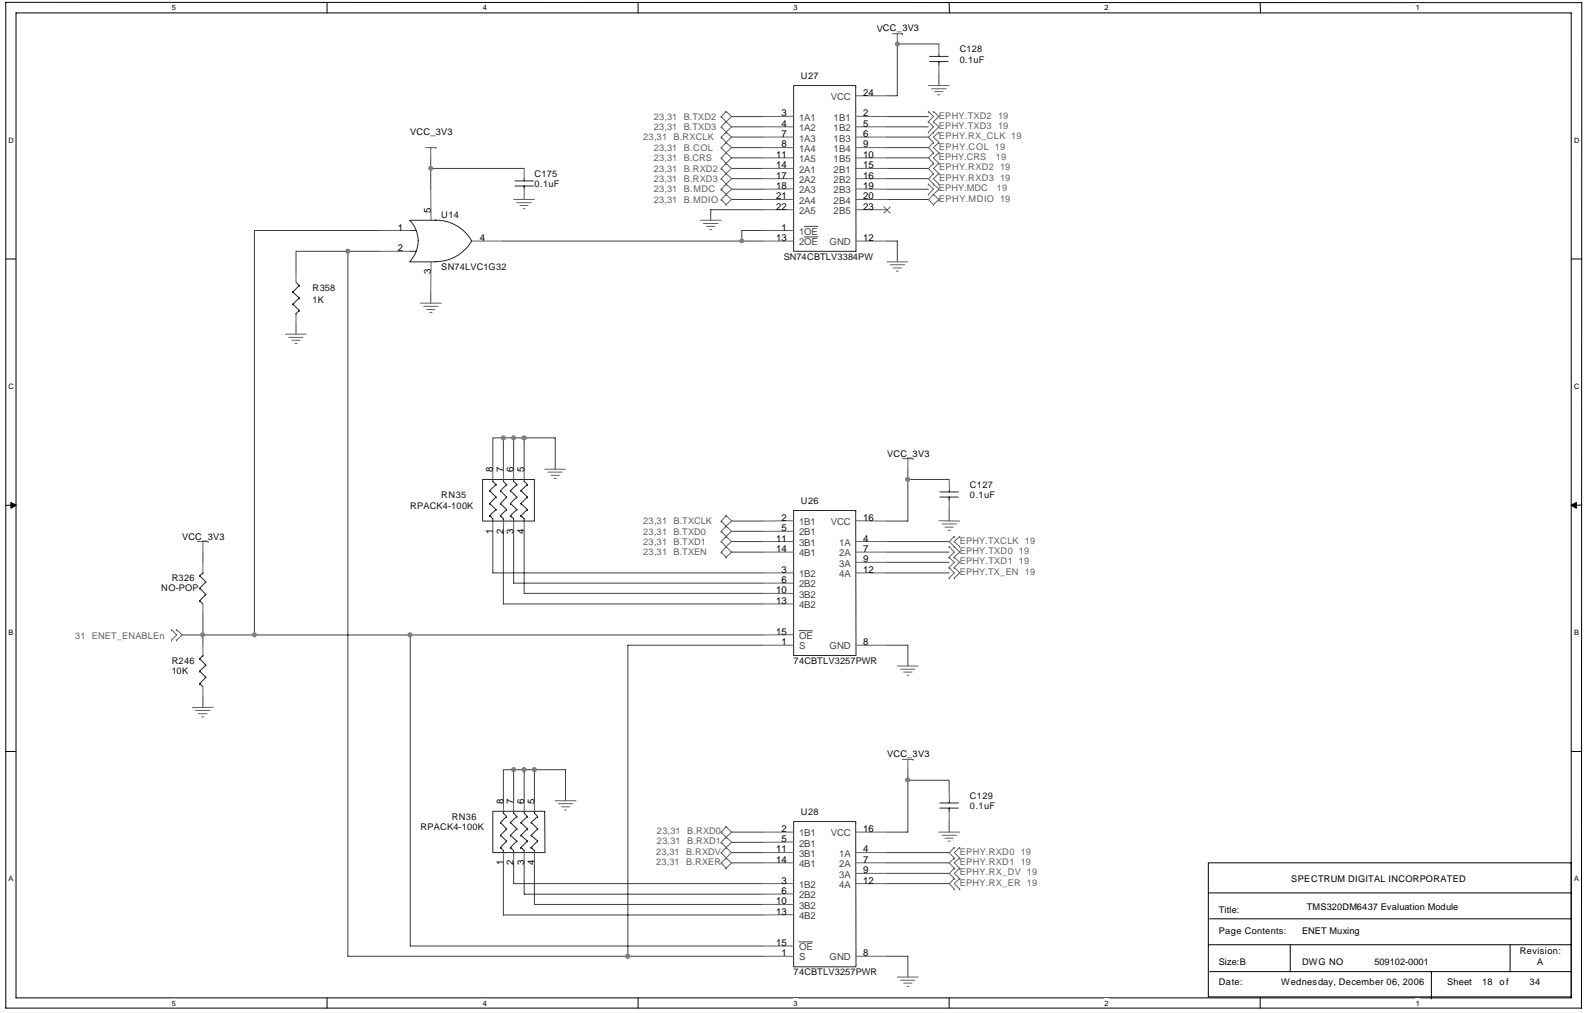 5 4 3 2 1
D
C
B
A
VCC_3V3
C128
0.1uF
U27
VCC 24
23,31 B.TXD2 3 1A1 1B1 2 EPHY.TXD2 19
23,31 B.TXD3 4 1A2 1B2 5 EPHY.TXD3 19
23,31 B.RXCLK 7 1A3 1B3 6 EPHY.RX_CLK 19
23,31 B.COL 8 1A4 1B4 9 EPHY.COL 19
23,31 B.CRS 11 1A5 1B5 10 EPHY.CRS 19
23,31 B.RXD2 14 2A1 2B1 15 EPHY.RXD2 19
23,31 B.RXD3 17 2A2 2B2 16 EPHY.RXD3 19
23,31 B.MDC 18 2A3 2B3 19 EPHY.MDC 19
23,31 B.MDIO 21 2A4 2B4 20 EPHY.MDIO 19
22 2A5 2B5 23
1 1OE
13 2OE GND 12
SN74CBTLV3384PW
VCC_3V3
C175
0.1uF
5
U14
1
2
4
3
SN74LVC1G32
R358
1K
8 7 6 5
RN35
RPACK4-100K
1 2 3 4
VCC_3V3
C127
0.1uF
U26
23,31 B.TXCLK 2 1B1 VCC 16
23,31 B.TXD0 5 2B1
23,31 B.TXD1 11 3B1 1A 4 EPHY.TXCLK 19
23,31 B.TXEN 14 4B1 2A 7 EPHY.TXD0 19
3A 9 EPHY.TXD1 19
3 1B2 4A 12 EPHY.TX_EN 19
6 2B2
10 3B2
13 4B2
15 OE
1 S GND 8
74CBTLV3257PWR
VCC_3V3
R326
NO-POP
31 ENET_ENABLEn
R246
10K
8 7 6 5
RN36
RPACK4-100K
1 2 3 4
VCC_3V3
C129
0.1uF
U28
23,31 B.RXD0 2 1B1 VCC 16
23,31 B.RXD1 5 2B1
23,31 B.RXDV 11 3B1 1A 4 EPHY.RXD0 19
23,31 B.RXER 14 4B1 2A 7 EPHY.RXD1 19
3A 9 EPHY.RX_DV 19
3 1B2 4A 12 EPHY.RX_ER 19
6 2B2
10 3B2
13 4B2
15 OE
1 S GND 8
74CBTLV3257PWR
SPECTRUM DIGITAL INCORPORATED
Title: TMS320DM6437 Evaluation Module
Page Contents: ENET Muxing
Size:B DWG NO 509102-0001 Revision: A
Date: Wednesday, December 06, 2006 Sheet 18 of 34
D
C
B
A
5 4 3 2 1